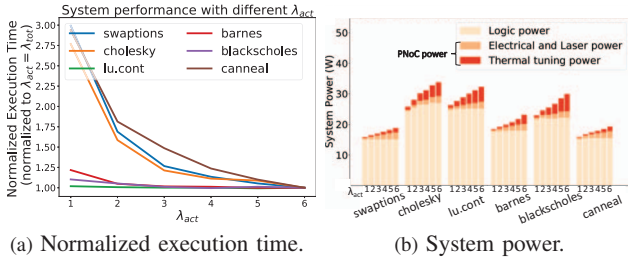 System performance with different λact
Normalized Execution Time
(normalized to λact = λtot)
3.00
2.75
2.50
2.25
2.00
1.75
1.50
1.25
1.00
swaptions
cholesky
lu.cont
barnes
blackscholes
canneal
1 2 3 4 5 6
λact
(a) Normalized execution time.
System Power (W)
50
40
30
20
10
Logic power
PNoC power
Electrical and Laser power
Thermal tuning power
λact 123456 123456 123456 123456 123456 123456
swaptions
cholesky
lu.cont
barnes
blackscholes
canneal
(b) System power.